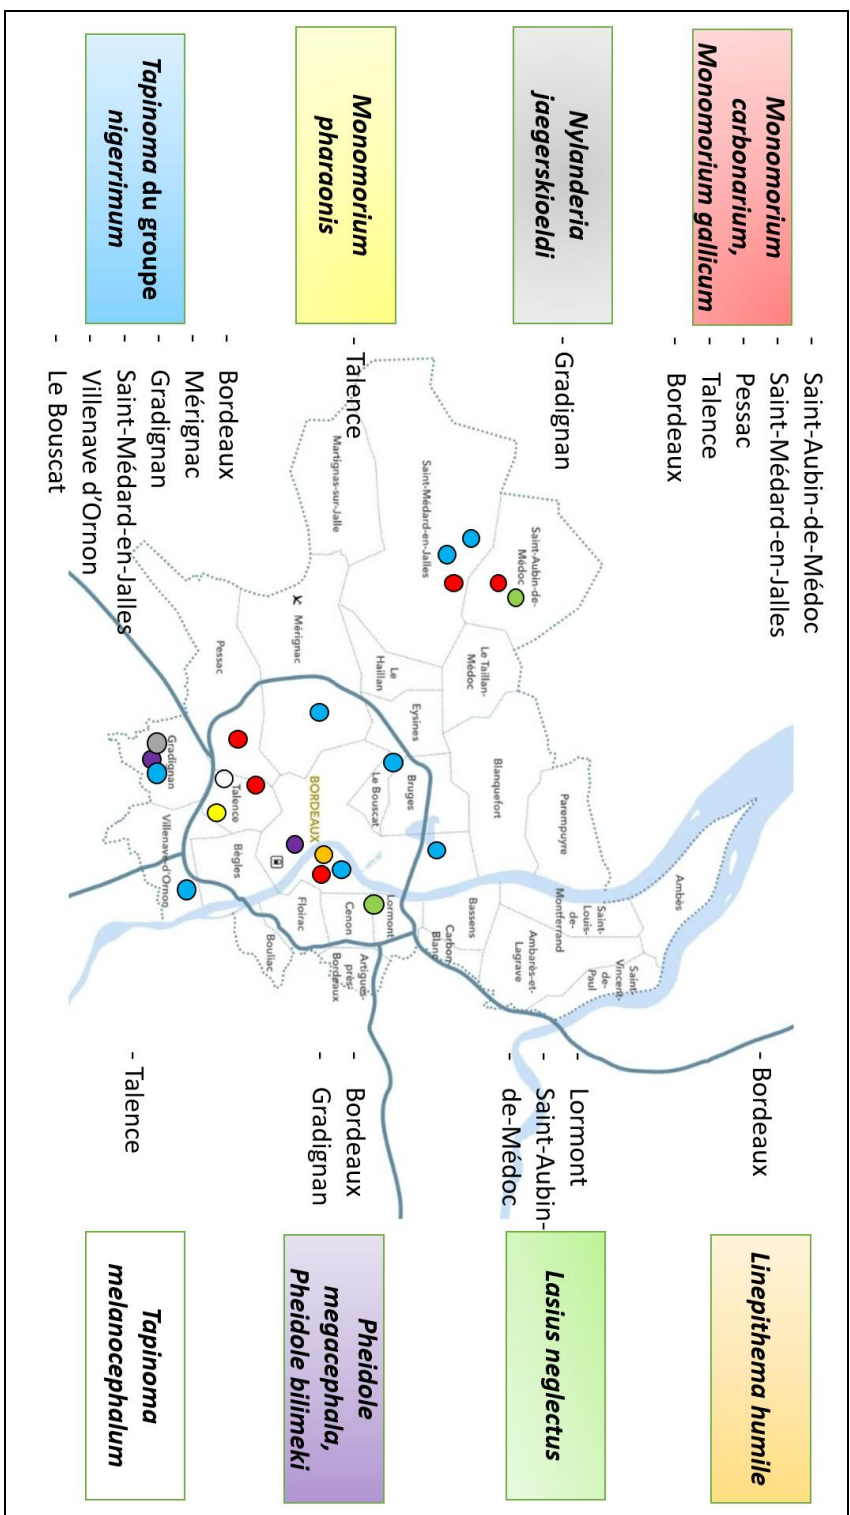 Monomorium
carbonarium,
Monomorium gallicum
- Saint-Aubin-de-Médoc
- Saint-Médard-en-Jalles
- Pessac
- Talence
- Bordeaux
Nylanderia
jaegerskioeldi
- Gradignan
Monomorium
pharaonis
- Talence
Tapinoma du groupe
nigerrimum
- Bordeaux
- Mérignac
- Gradignan
- Saint-Médard-en-Jalles
- Villenave d'Ornon
- Le Bouscat
Saint-Aubin-de-
Médoc
Saint-Médard-en-Jalles
Martignas-sur-Jalle
Le Taillan-
Médoc
Le
Haillan
Mérignac
Pessac
Eysines
Blanquefort
Parempuyre
Bruges
Le Bouscat
BORDEAUX
Talence
Gradignan
Villenave-d'Ornon
Bègles
Ambès
Saint-
Louis-
de-
Montferrand
Saint-
Vincent-
de-
Paul
Bassens
Ambarès-et-
Lagrave
Carbon-
Blanc
Lormont
Cenon
Floirac
Artigues-
près-
Bordeaux
Bouliac
- Bordeaux
Linepithema humile
- Lormont
- Saint-Aubin-
- de-Médoc
Lasius neglectus
- Bordeaux
- Gradignan
Pheidole
megacephala,
Pheidole bilimeki
- Talence
Tapinoma
melanocephalum